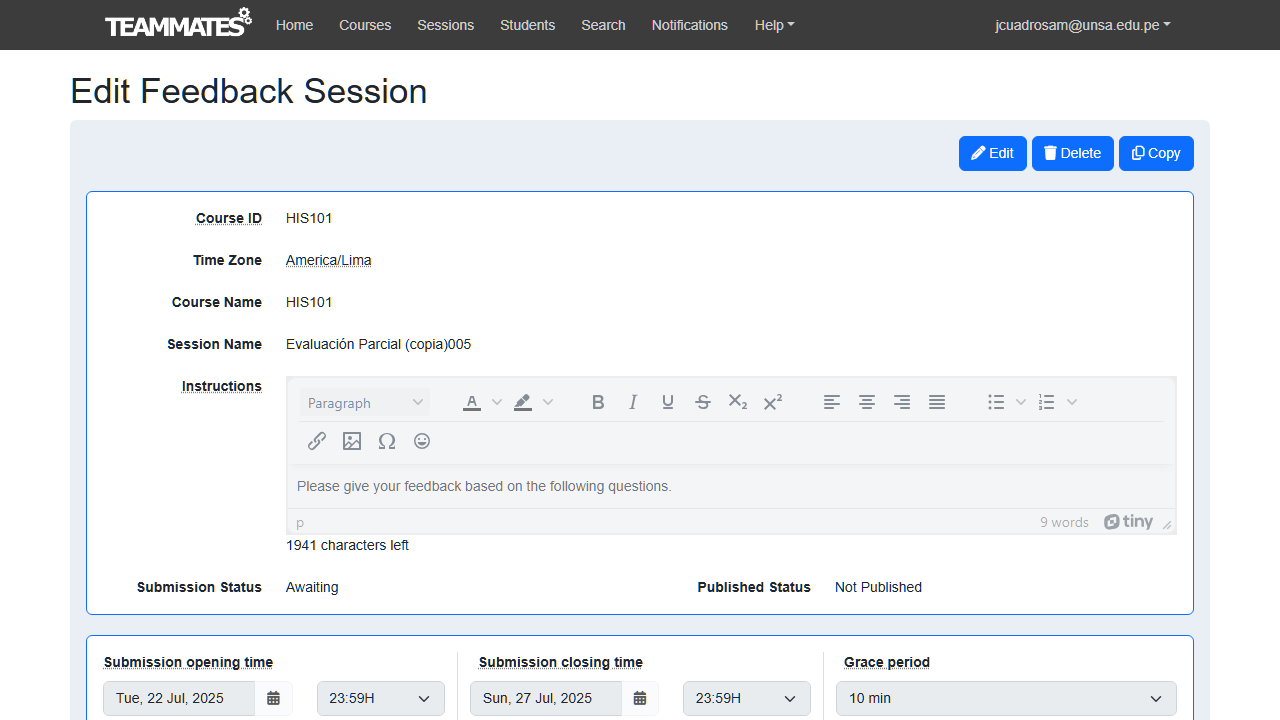 TEAMMATES Home Courses Sessions Students Search Notifications Help jcuadrosam@unsa.edu.pe
Edit Feedback Session
Edit Delete Copy
Course ID HIS101
Time Zone America/Lima
Course Name HIS101
Session Name Evaluación Parcial (copia)005
Instructions
Paragraph
Please give your feedback based on the following questions.
p 9 words tiny
1941 characters left
Submission Status Awaiting Published Status Not Published
Submission opening time Submission closing time Grace period
Tue, 22 Jul, 2025 23:59H Sun, 27 Jul, 2025 23:59H 10 min